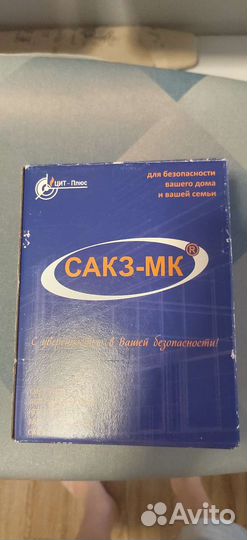 ЦИТ - Плюс
для безопасности
вашего дома
и вашей семьи
САКЗ-МК®
С уверенностью в Вашей безопасности!
Avito